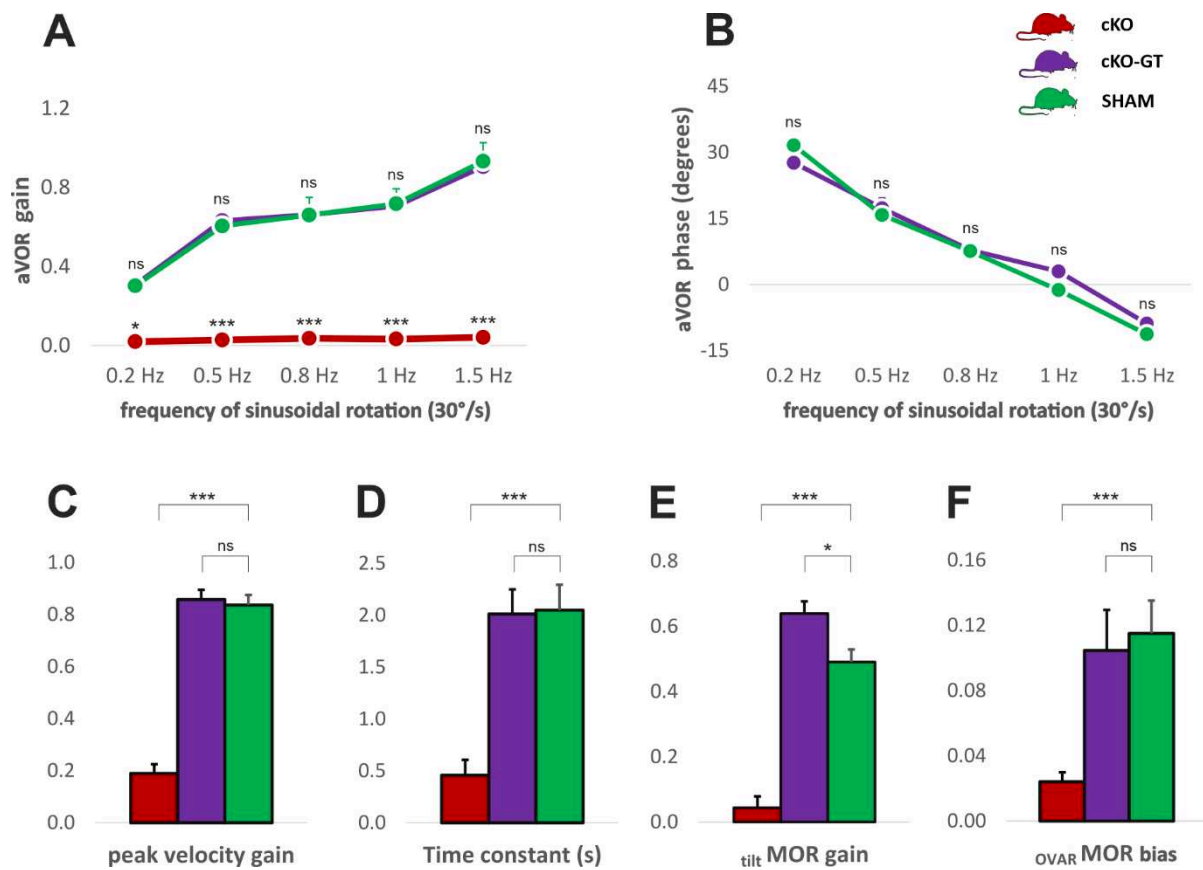 A
aVOR gain
1.2
0.8
0.4
0.0
ns
ns
ns
ns
ns
*
***
***
***
***
0.2 Hz 0.5 Hz 0.8 Hz 1 Hz 1.5 Hz
frequency of sinusoidal rotation (30°/s)
B
cKO
cKO-GT
SHAM
aVOR phase (degrees)
45
30
15
0
-15
ns
ns
ns
ns
ns
0.2 Hz 0.5 Hz 0.8 Hz 1 Hz 1.5 Hz
frequency of sinusoidal rotation (30°/s)
C
***
ns
1.0
0.8
0.6
0.4
0.2
0.0
peak velocity gain
D
***
ns
2.5
2.0
1.5
1.0
0.5
0.0
Time constant (s)
E
***
*
0.8
0.6
0.4
0.2
0.0
tilt MOR gain
F
***
ns
0.16
0.12
0.08
0.04
0.00
OVAR MOR bias